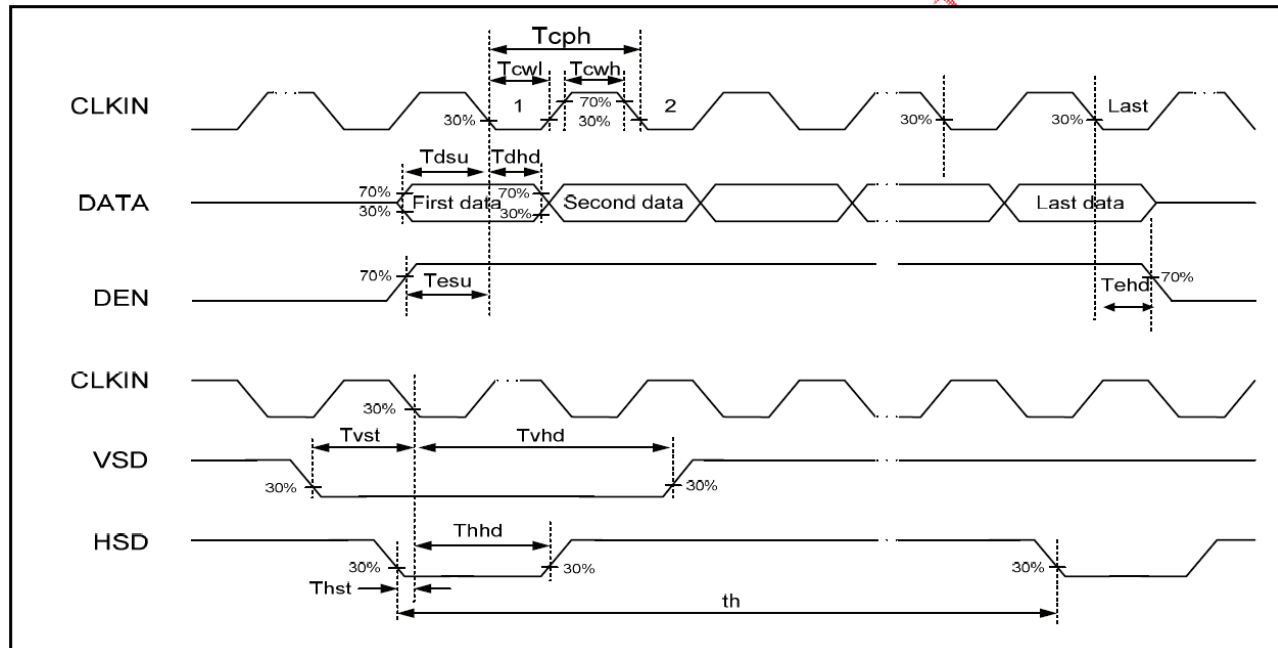 Tcph
Tcwl Tcwh
CLKIN 30% 1 70% 30% 2 30% 30% Last
Tdsu Tdhd
DATA 70% 30% First data 70% 30% Second data Last data
DEN 70% Tesu Tehd 70%
CLKIN 30%
Tvst Tvhd
VSD 30% 30%
Thhd
HSD 30% 30% 30%
Thst
th